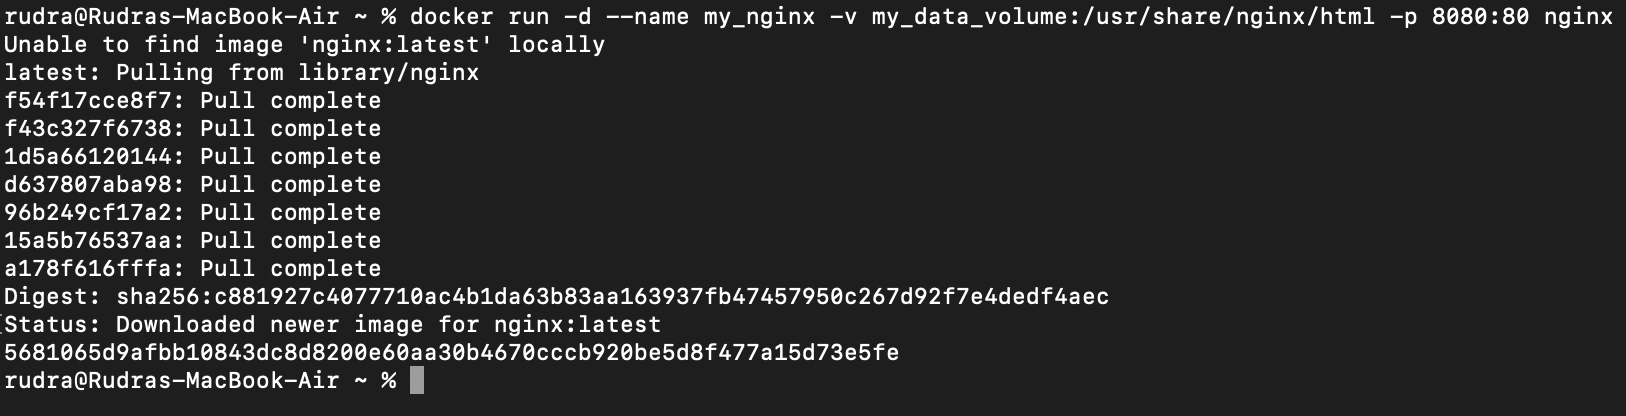 rudra@Rudras-MacBook-Air ~ % docker run -d --name my_nginx -v my_data_volume:/usr/share/nginx/html -p 8080:80 nginx
Unable to find image 'nginx:latest' locally
latest: Pulling from library/nginx
f54f17cce8f7: Pull complete
f43c327f6738: Pull complete
1d5a66120144: Pull complete
d637807aba98: Pull complete
96b249cf17a2: Pull complete
15a5b76537aa: Pull complete
a178f616fffa: Pull complete
Digest: sha256:c881927c4077710ac4b1da63b83aa163937fb47457950c267d92f7e4dedf4aec
Status: Downloaded newer image for nginx:latest
5681065d9afbb10843dc8d8200e60aa30b4670cccb920be5d8f477a15d73e5fe
rudra@Rudras-MacBook-Air ~ %